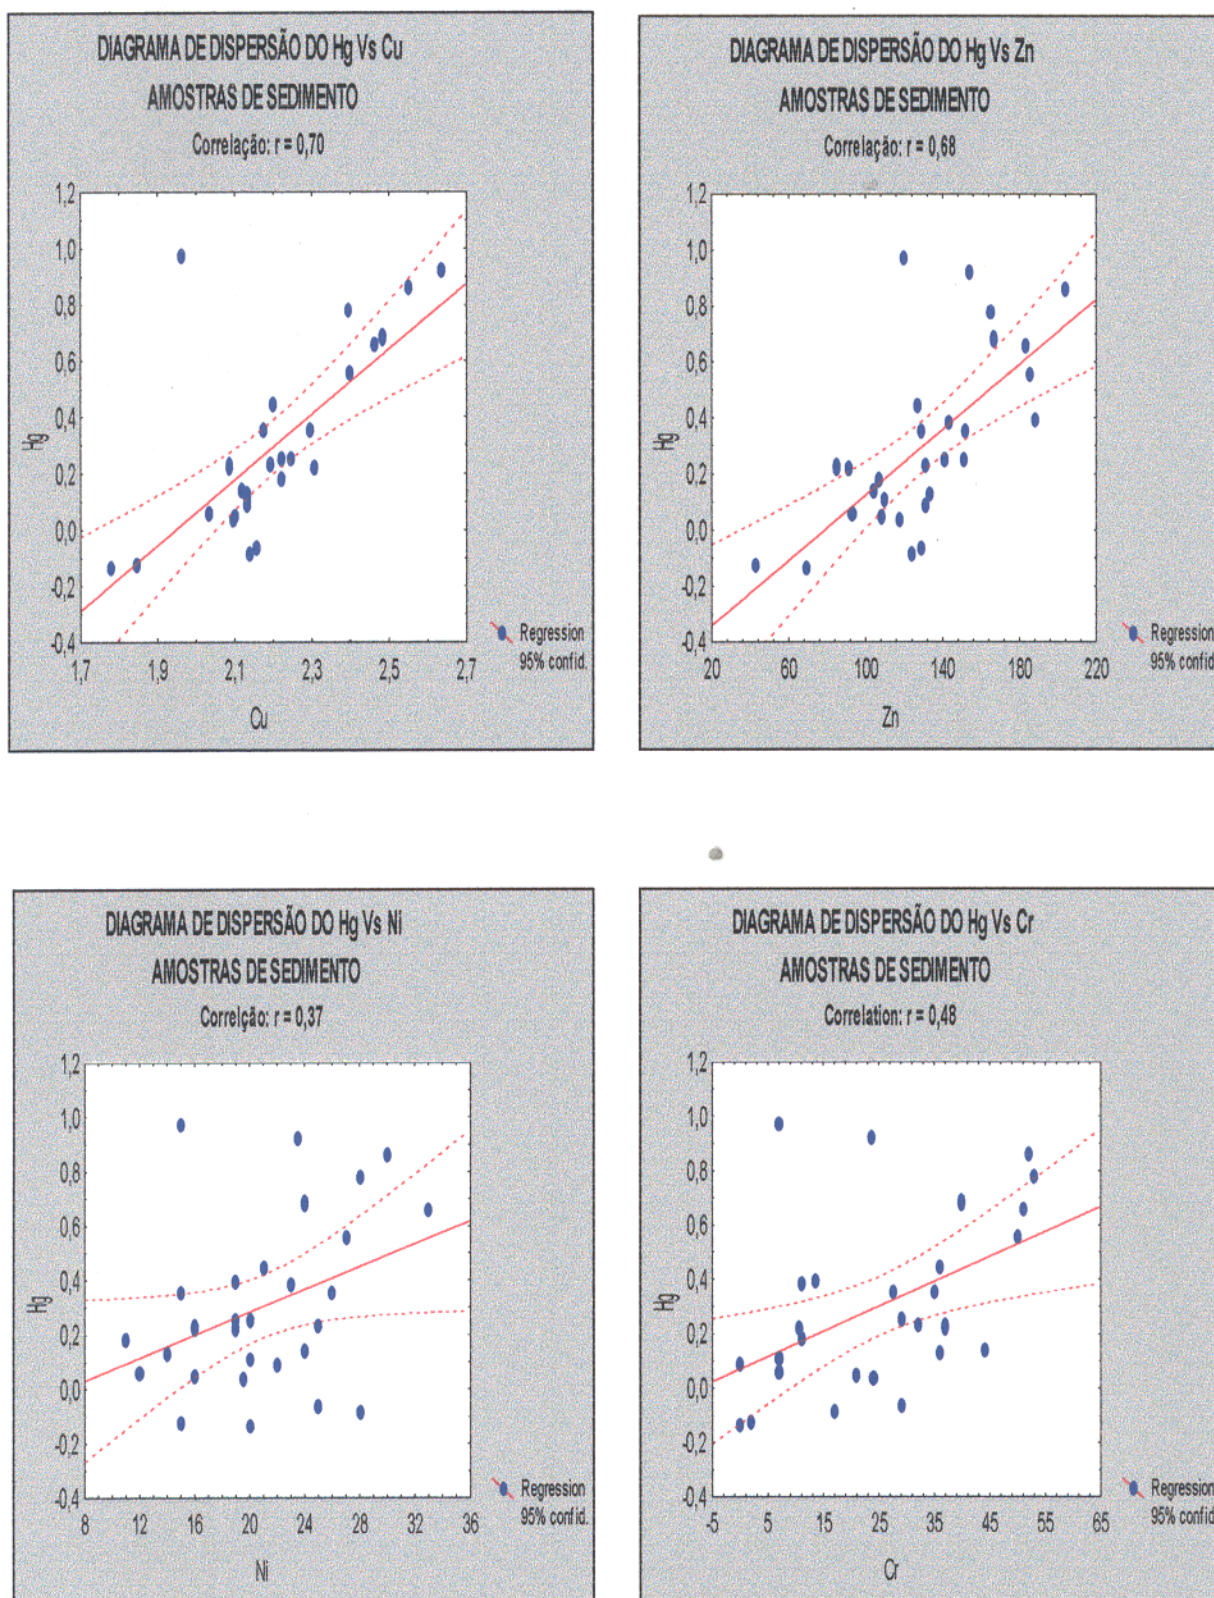 DIAGRAMA DE DISPERSÃO DO Hg Vs Cu
AMOSTRAS DE SEDIMENTO
Correlação: r = 0,70
1,2
1,0
0,8
0,6
0,4
0,2
0,0
-0,2
-0,4
Hg
1,7 1,9 2,1 2,3 2,5 2,7
Cu
Regression
95% confid.
DIAGRAMA DE DISPERSÃO DO Hg Vs Zn
AMOSTRAS DE SEDIMENTO
Correlação: r = 0,68
1,2
1,0
0,8
0,6
0,4
0,2
0,0
-0,2
-0,4
Hg
20 60 100 140 180 220
Zn
Regression
95% confid
DIAGRAMA DE DISPERSÃO DO Hg Vs Ni
AMOSTRAS DE SEDIMENTO
Correlção: r = 0,37
1,2
1,0
0,8
0,6
0,4
0,2
0,0
-0,2
-0,4
Hg
8 12 16 20 24 28 32 36
Ni
Regression
95% confid.
DIAGRAMA DE DISPERSÃO DO Hg Vs Cr
AMOSTRAS DE SEDIMENTO
Correlation: r = 0,48
1,2
1,0
0,8
0,6
0,4
0,2
0,0
-0,2
-0,4
Hg
-5 5 15 25 35 45 55 65
Cr
Regression
95% confid